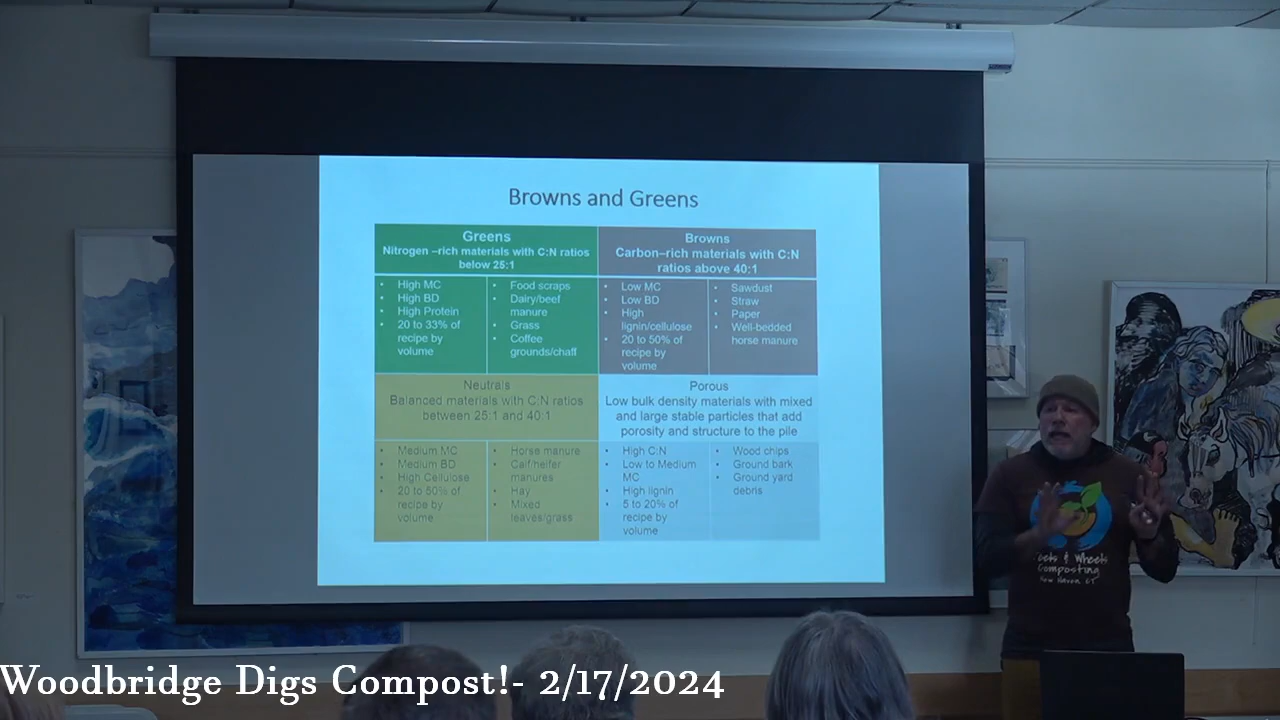 Browns and Greens
Greens
Nitrogen –rich materials with C:N ratios
below 25:1
Browns
Carbon–rich materials with C:N
ratios above 40:1
• High MC
• High BD
• High Protein
• 20 to 33% of
recipe by
volume
• Food scraps
• Dairy/beef
manure
• Grass
• Coffee
grounds/chaff
• Low MC
• Low BD
• High
lignin/cellulose
• 20 to 50% of
recipe by
volume
• Sawdust
• Straw
• Paper
• Well-bedded
horse manure
Neutrals
Balanced materials with C:N ratios
between 25:1 and 40:1
Porous
Low bulk density materials with mixed
and large stable particles that add
porosity and structure to the pile
• Medium MC
• Medium BD
• High Cellulose
• 20 to 50% of
recipe by
volume
• Horse manure
• Calf/heifer
manures
• Hay
• Mixed
leaves/grass
• High C:N
• Low to Medium
MC
• High lignin
• 5 to 20% of
recipe by
volume
• Wood chips
• Ground bark
• Ground yard
debris
& Wheels
Composting
New Haven, CT
Woodbridge Digs Compost!- 2/17/2024